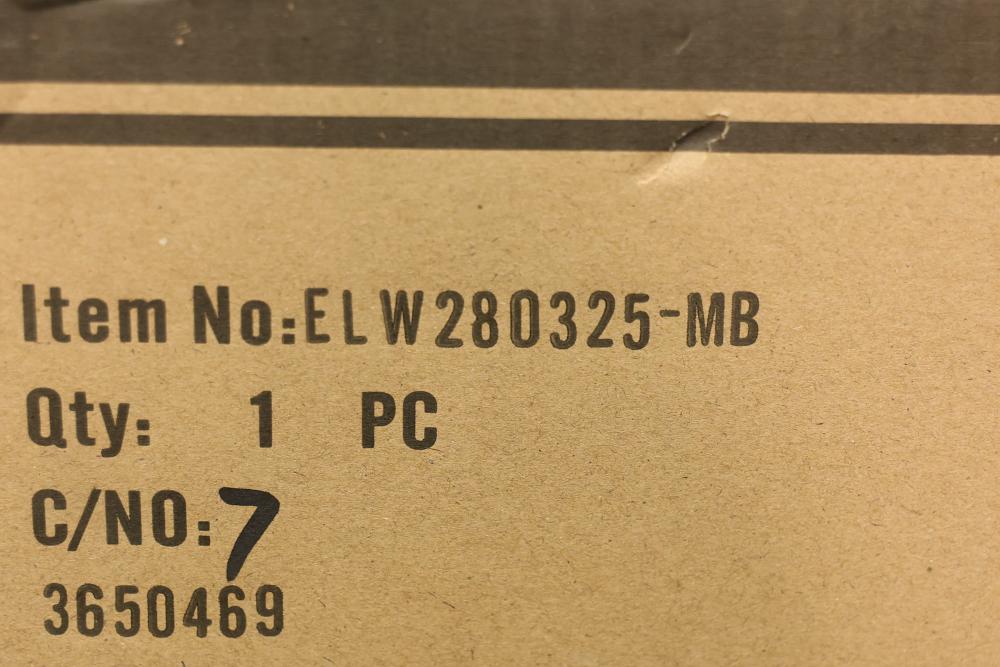 Item No:ELW280325-MB
Qty: 1 PC
C/NO:7
3650469